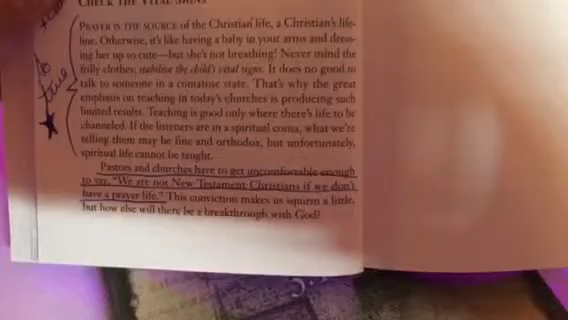 CHECK THE VITAL SIGNS
PRAYER IS THE SOURCE of the Christian life, a Christian's life-
line. Otherwise, it's like having a baby in your arms and dress-
ing her up so cute—but she's not breathing! Never mind the
frilly clothes; stabilize the child's vital signs. It does no good to
talk to someone in a comatose state. That's why the great
emphasis on teaching in today's churches is producing such
limited results. Teaching is good only where there's life to be
channeled. If the listeners are in a spiritual coma, what we're
telling them may be fine and orthodox, but unfortunately,
spiritual life cannot be taught.
Pastors and churches have to get uncomfortable enough
to say, "We are not New Testament Christians if we don't
have a prayer life." This conviction makes us squirm a little,
but how else will there be a breakthrough with God?
so
true